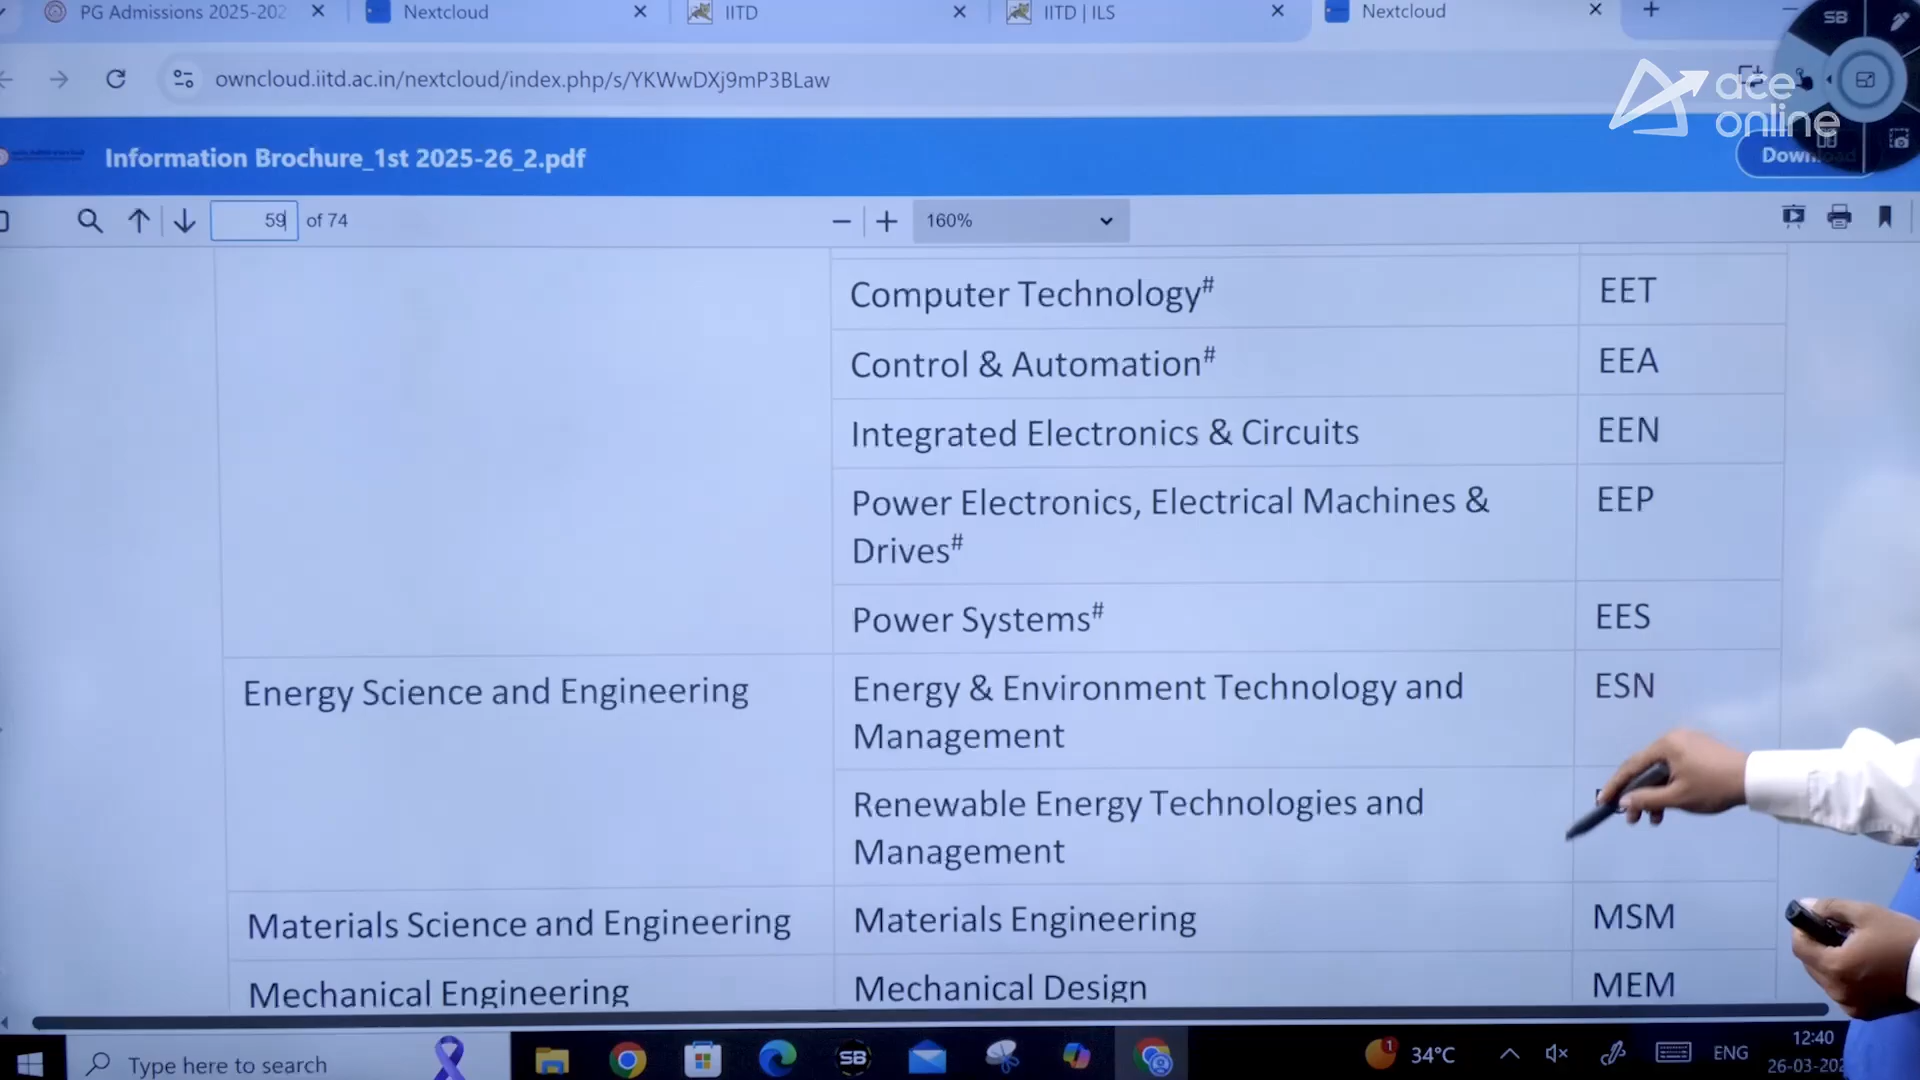 PG Admissions 2025-202
Nextcloud
IITD
IITD | ILS
Nextcloud
SB
owncloud.iitd.ac.in/nextcloud/index.php/s/YKWwDXj9mP3BLaw
ace
online
Information Brochure_1st 2025-26_2.pdf
Download
59 of 74
160%
Computer Technology# EET
Control & Automation# EEA
Integrated Electronics & Circuits EEN
Power Electronics, Electrical Machines & EEP
Drives#
Power Systems# EES
Energy Science and Engineering Energy & Environment Technology and ESN
Management
Renewable Energy Technologies and
Management
Materials Science and Engineering Materials Engineering MSM
Mechanical Engineering Mechanical Design MEM
Type here to search
SB
1
34°C
ENG
12:40
26-03-202